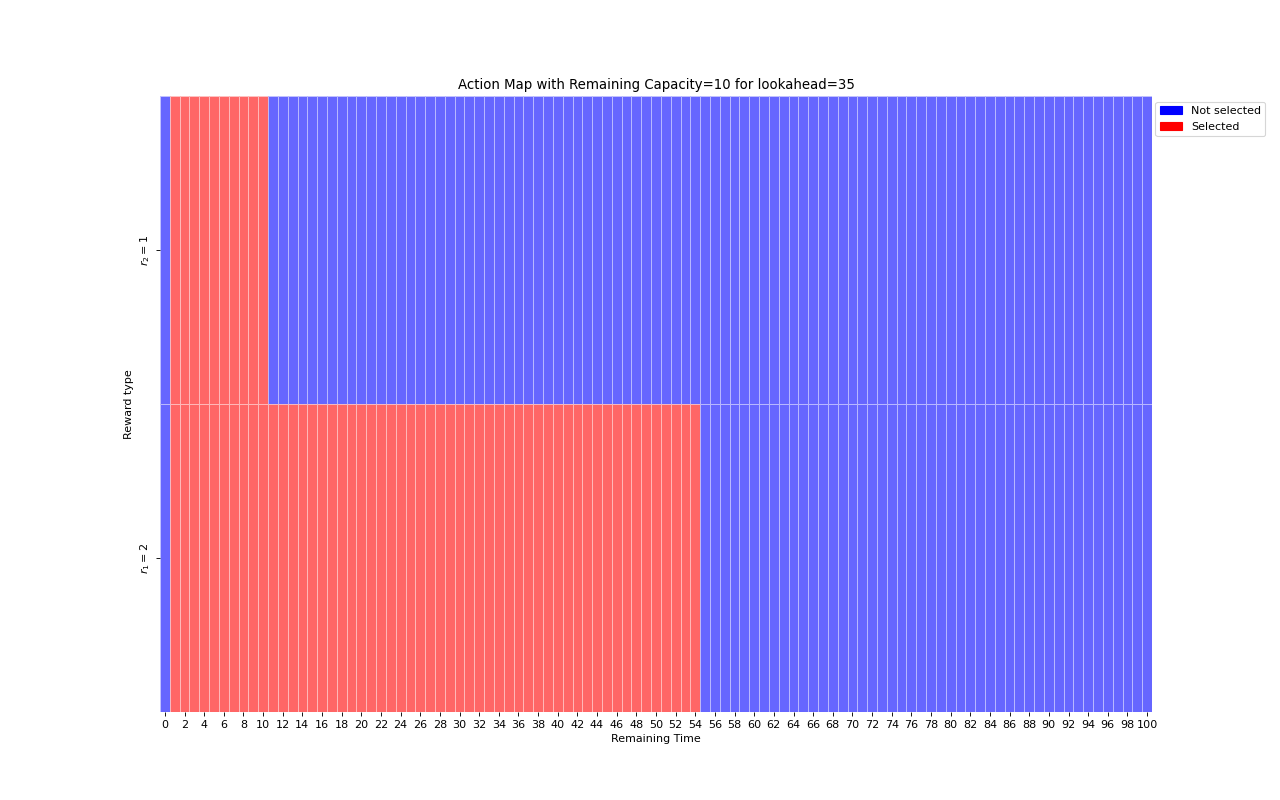 Action Map with Remaining Capacity=10 for lookahead=35
Not selected
Selected
r₂ = 1
Reward type
r₁ = 2
0 2 4 6 8 10 12 14 16 18 20 22 24 26 28 30 32 34 36 38 40 42 44 46 48 50 52 54 56 58 60 62 64 66 68 70 72 74 76 78 80 82 84 86 88 90 92 94 96 98 100
Remaining Time